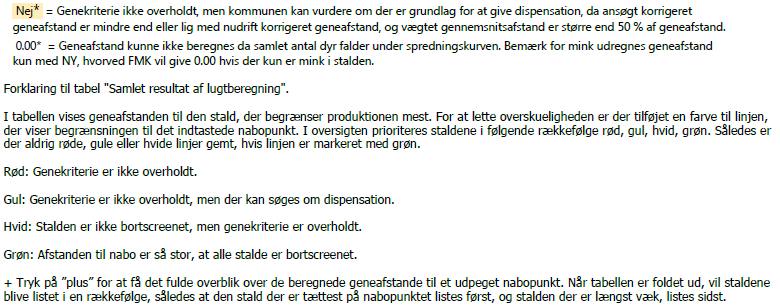 Nej* = Genekriterie ikke overholdt, men kommunen kan vurdere om der er grundlag for at give dispensation, da ansøgt korrigeret
geneafstand er mindre end eller lig med nudrift korrigeret geneafstand, og vægtet gennemsnitsafstand er større end 50 % af geneafstand.
0.00* = Geneafstand kunne ikke beregnes da samlet antal dyr falder under spredningskurven. Bemærk for mink udregnes geneafstand
kun med NY, hvorved FMK vil give 0.00 hvis der kun er mink i stalden.
Forklaring til tabel "Samlet resultat af lugtberegning".
I tabellen vises geneafstanden til den stald, der begrænser produktionen mest. For at lette overskueligheden er der tilføjet en farve til linjen,
der viser begrænsningen til det indtastede nabopunkt. I oversigten prioriteres staldene i følgende rækkefølge rød, gul, hvid, grøn. Således er
der aldrig røde, gule eller hvide linjer gemt, hvis linjen er markeret med grøn.
Rød: Genekriterie er ikke overholdt.
Gul: Genekriterie er ikke overholdt, men der kan søges om dispensation.
Hvid: Stalden er ikke bortscreenet, men genekriterie er overholdt.
Grøn: Afstanden til nabo er så stor, at alle stalde er bortscreenet.
+ Tryk på ”plus” for at få det fulde overblik over de beregnede geneafstande til et udpeget nabopunkt. Når tabellen er foldet ud, vil staldene
blive listet i en rækkefølge, således at den stald der er tættest på nabopunktet listes først, og stalden der er længst væk, listes sidst.